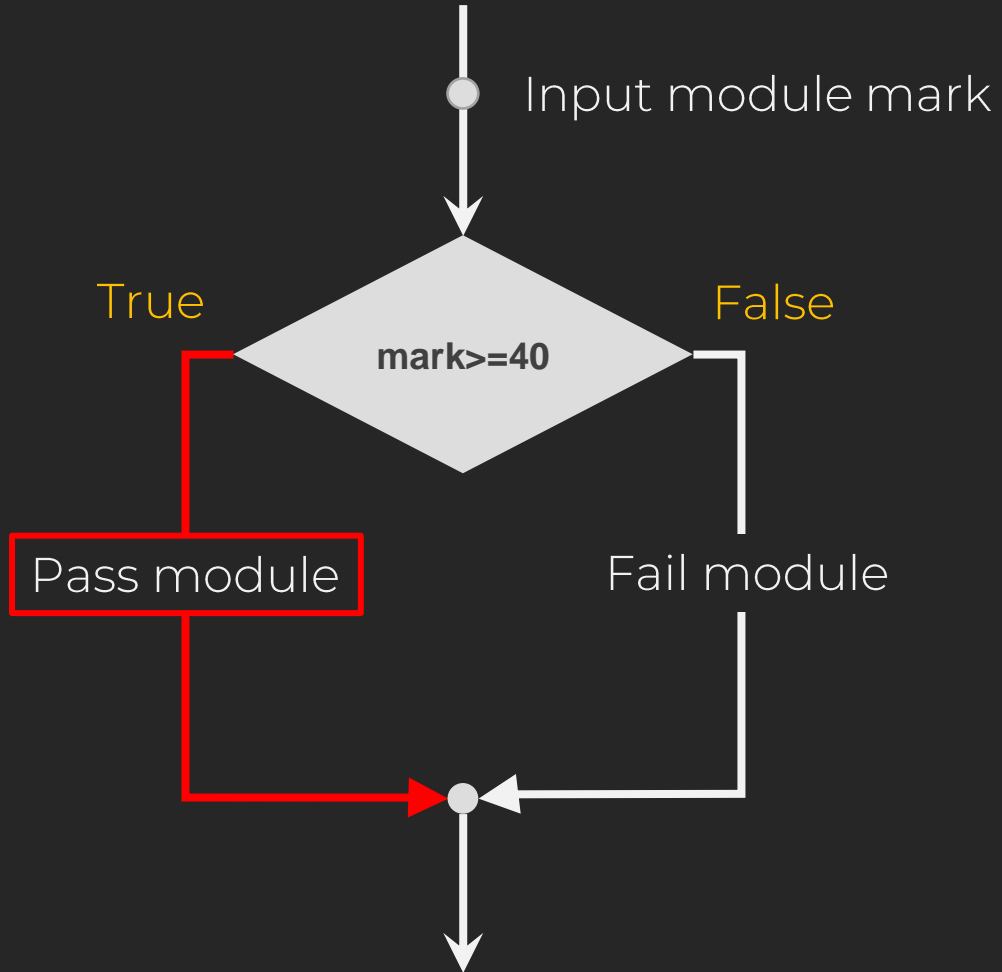 Input module mark
True
False
mark>=40
Pass module
Fail module